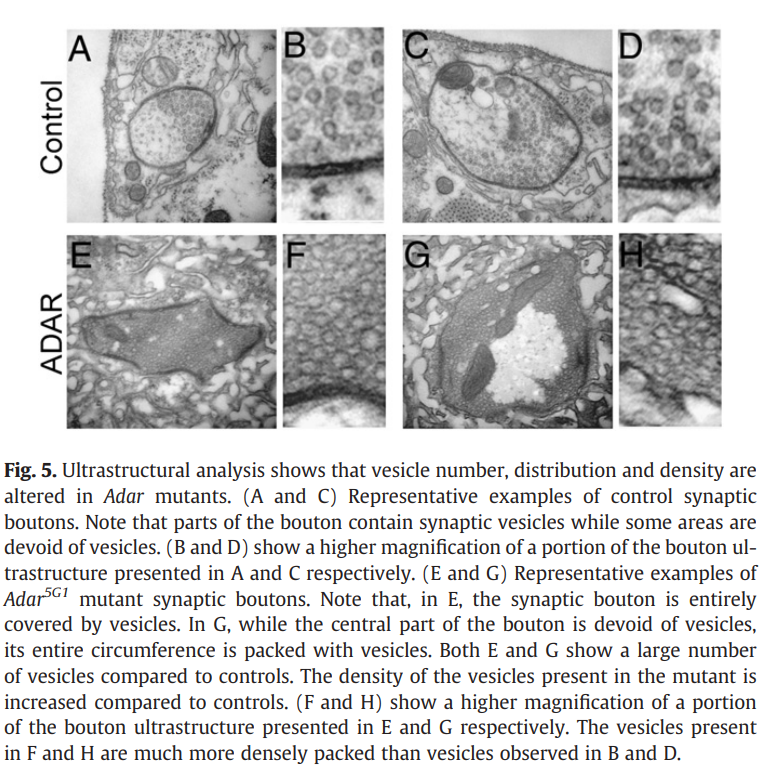 A B C D
Control
E F G H
ADAR
Fig. 5. Ultrastructural analysis shows that vesicle number, distribution and density are
altered in Adar mutants. (A and C) Representative examples of control synaptic
boutons. Note that parts of the bouton contain synaptic vesicles while some areas are
devoid of vesicles. (B and D) show a higher magnification of a portion of the bouton ul-
trastructure presented in A and C respectively. (E and G) Representative examples of
Adar5G1 mutant synaptic boutons. Note that, in E, the synaptic bouton is entirely
covered by vesicles. In G, while the central part of the bouton is devoid of vesicles,
its entire circumference is packed with vesicles. Both E and G show a large number
of vesicles compared to controls. The density of the vesicles present in the mutant is
increased compared to controls. (F and H) show a higher magnification of a portion
of the bouton ultrastructure presented in E and G respectively. The vesicles present
in F and H are much more densely packed than vesicles observed in B and D.